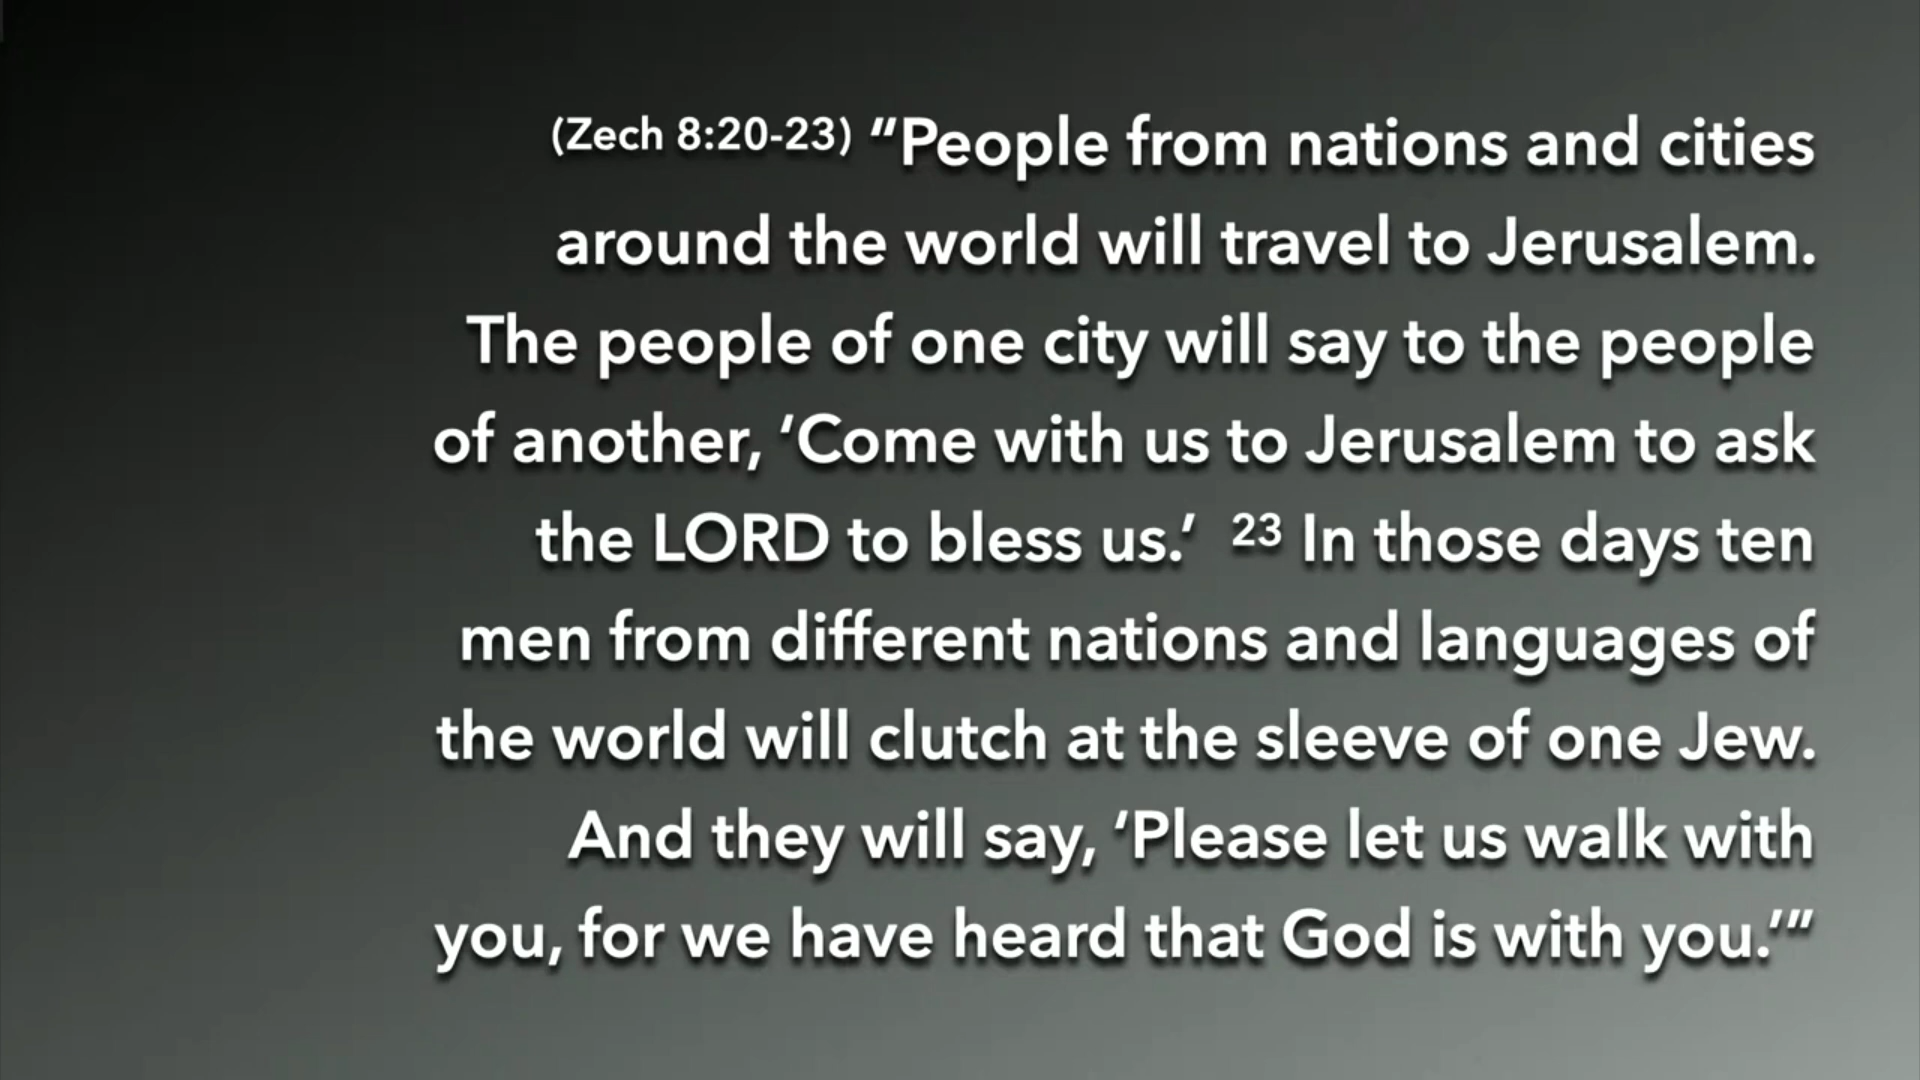 (Zech 8:20-23) “People from nations and cities
around the world will travel to Jerusalem.
The people of one city will say to the people
of another, ‘Come with us to Jerusalem to ask
the LORD to bless us.’ 23 In those days ten
men from different nations and languages of
the world will clutch at the sleeve of one Jew.
And they will say, ‘Please let us walk with
you, for we have heard that God is with you.’”